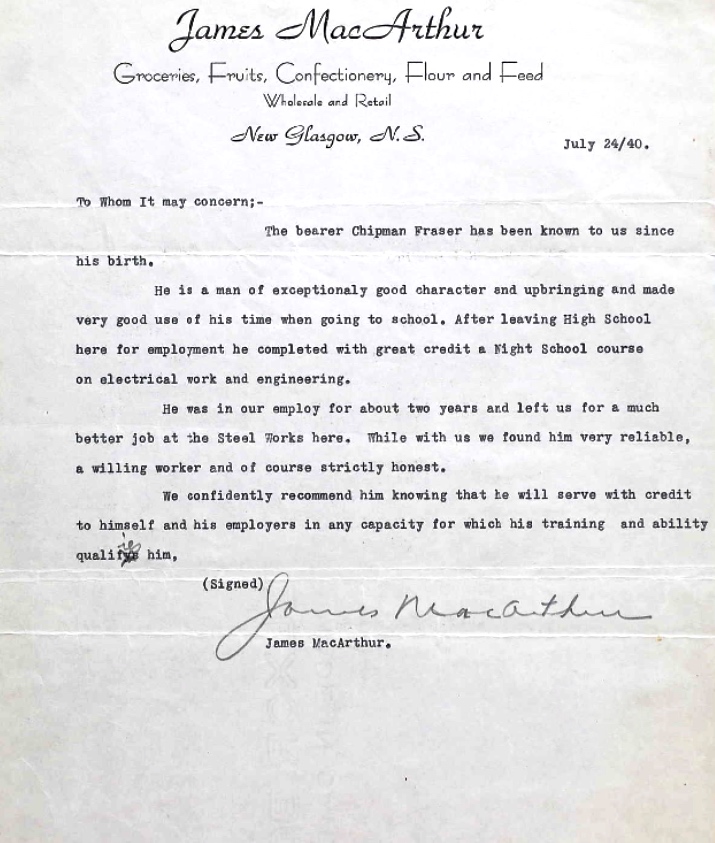 James MacArthur
Groceries, Fruits, Confectionery, Flour and Feed
Wholesale and Retail
New Glasgow, N.S.
July 24/40.
To Whom It may concern;-
The bearer Chipman Fraser has been known to us since
his birth.
He is a man of exceptionaly good character and upbringing and made
very good use of his time when going to school. After leaving High School
here for employment he completed with great credit a Night School course
on electrical work and engineering.
He was in our employ for about two years and left us for a much
better job at the Steel Works here. While with us we found him very reliable,
a willing worker and of course strictly honest.
We confidently recommend him knowing that he will serve with credit
to himself and his employers in any capacity for which his training and ability
him,
(Signed) James MacArthur
James MacArthur.